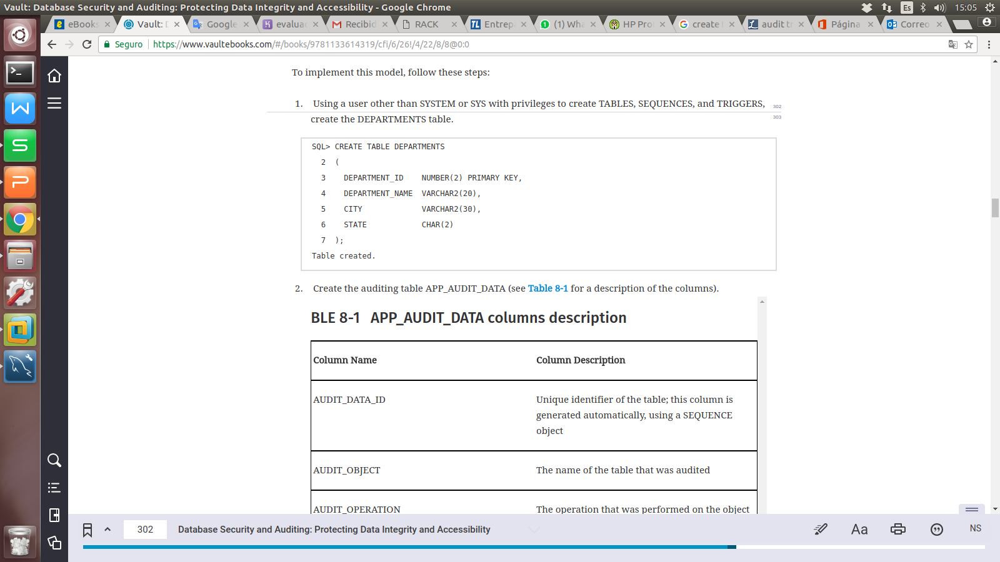 Vault: Database Security and Auditing: Protecting Data Integrity and Accessibility - Google Chrome
Es
15:05
eBooks
Vault: D
Google
evaluac
Recibid
RACK
Entrep
(1) Wha
HP Pro
create
audit tr
Página
Correo
Seguro
https://www.vaultebooks.com/#/books/9781133614319/cfi/6/26!/4/22/8/8@0:0
To implement this model, follow these steps:
1. Using a user other than SYSTEM or SYS with privileges to create TABLES, SEQUENCES, and TRIGGERS,
302
303
create the DEPARTMENTS table.
SQL> CREATE TABLE DEPARTMENTS
2 (
3 DEPARTMENT_ID NUMBER(2) PRIMARY KEY,
4 DEPARTMENT_NAME VARCHAR2(20),
5 CITY VARCHAR2(30),
6 STATE CHAR(2)
7 );
Table created.
2. Create the auditing table APP_AUDIT_DATA (see Table 8-1 for a description of the columns).
BLE 8-1 APP_AUDIT_DATA columns description
Column Name Column Description
AUDIT_DATA_ID Unique identifier of the table; this column is
generated automatically, using a SEQUENCE
object
AUDIT_OBJECT The name of the table that was audited
AUDIT_OPERATION The operation that was performed on the object
302
Database Security and Auditing: Protecting Data Integrity and Accessibility
Aa
NS